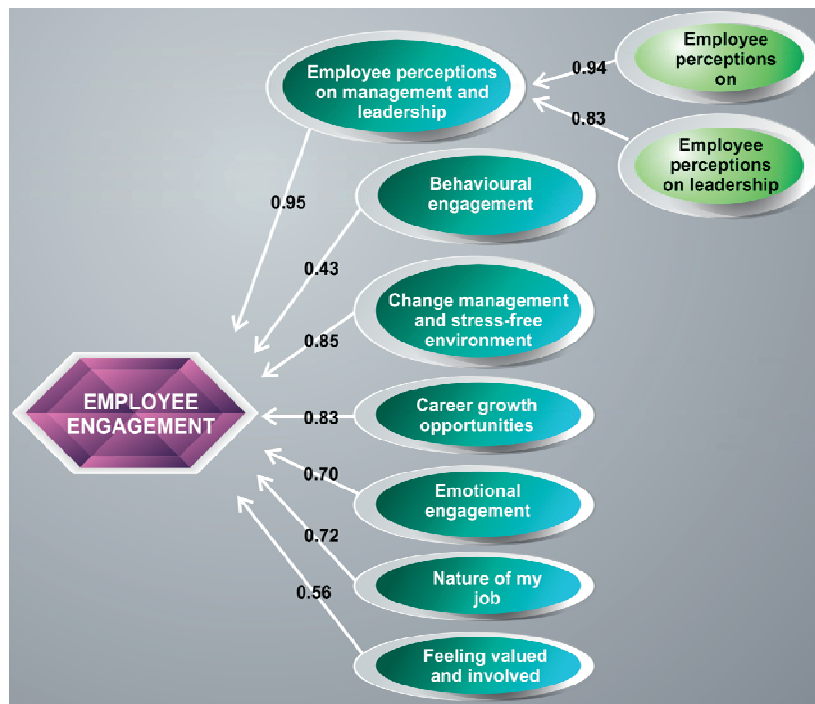 Employee perceptions
on management and
leadership
0.94
Employee
perceptions
on
0.83
Employee
perceptions
on leadership
0.95
Behavioural
engagement
0.43
Change management
and stress-free
environment
0.85
EMPLOYEE
ENGAGEMENT
0.83
Career growth
opportunities
0.70
Emotional
engagement
0.72
Nature of my
job
0.56
Feeling valued
and involved